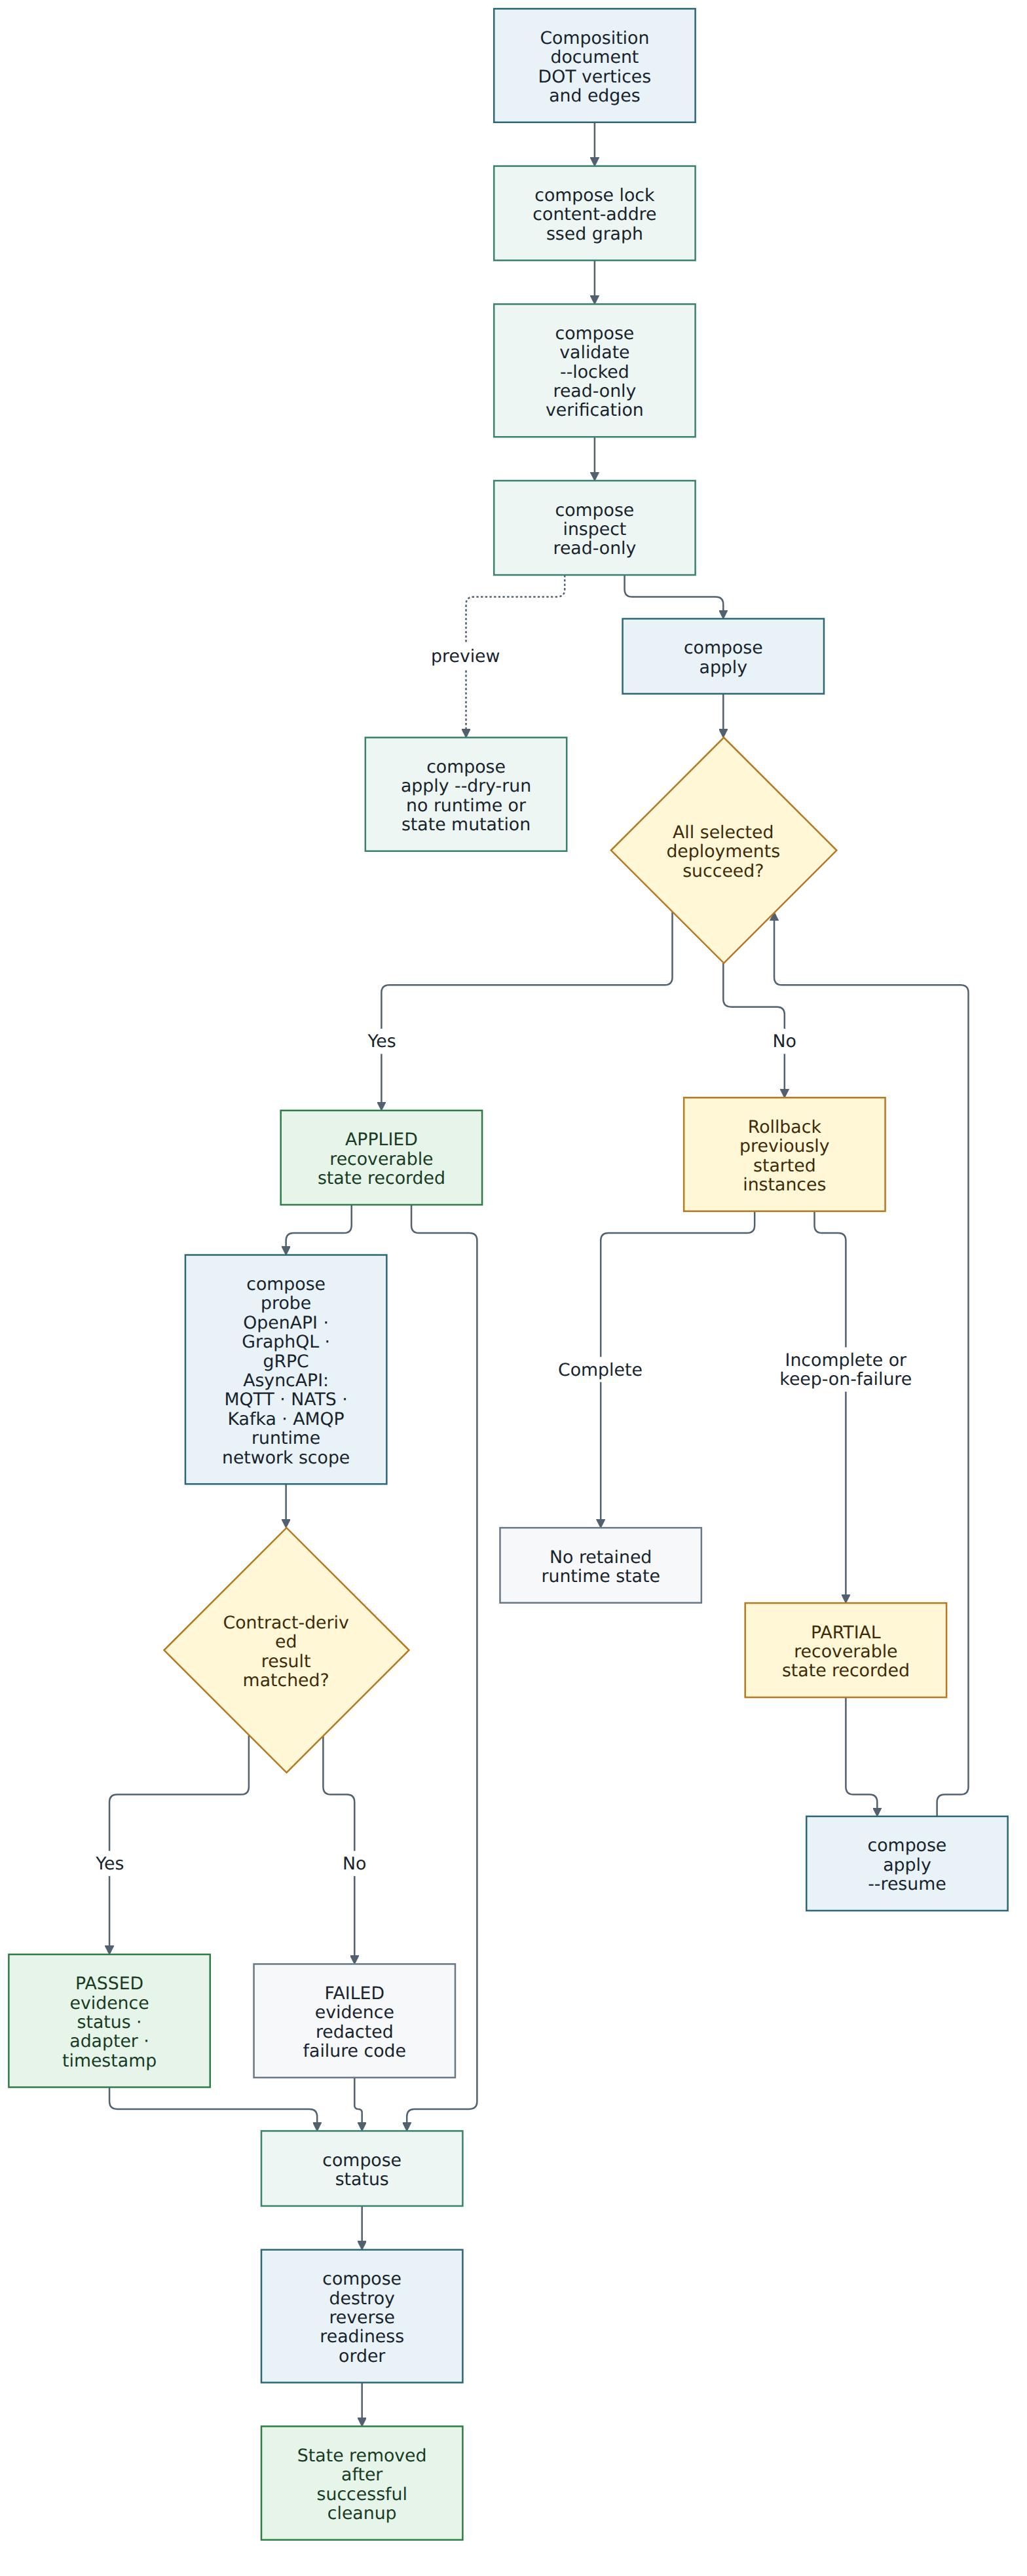 Composition
document
DOT vertices
and edges
compose lock
content-addre
ssed graph
compose
validate
--locked
read-only
verification
compose
inspect
read-only
compose
apply
preview
compose
apply --dry-run
no runtime or
state mutation
All selected
deployments
succeed?
Yes
No
APPLIED
recoverable
state recorded
Rollback
previously
started
instances
compose
probe
OpenAPI ·
GraphQL ·
gRPC
AsyncAPI:
MQTT · NATS ·
Kafka · AMQP
runtime
network scope
Complete
Incomplete or
keep-on-failure
No retained
runtime state
Contract-deriv
ed
result
matched?
PARTIAL
recoverable
state recorded
Yes
No
compose
apply
--resume
PASSED
evidence
status ·
adapter ·
timestamp
FAILED
evidence
redacted
failure code
compose
status
compose
destroy
reverse
readiness
order
State removed
after
successful
cleanup